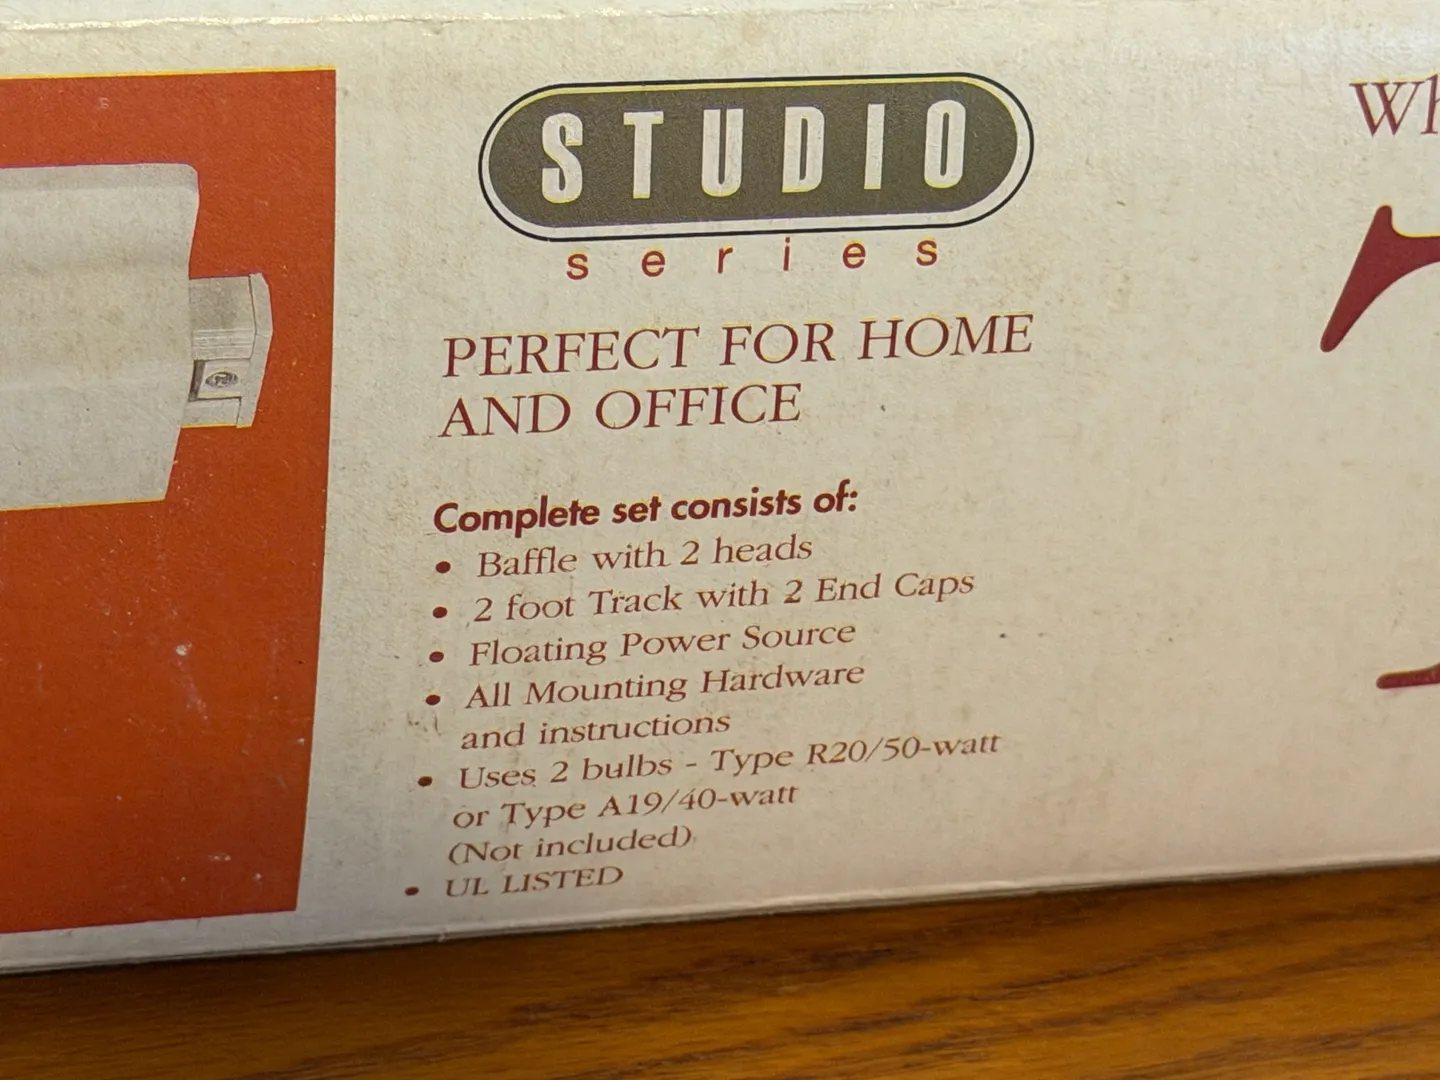 STUDIO
series
PERFECT FOR HOME
AND OFFICE
Complete set consists of:
• Baffle with 2 heads
• 2 foot Track with 2 End Caps
• Floating Power Source
• All Mounting Hardware
and instructions
• Uses 2 bulbs - Type R20/50-watt
or Type A19/40-watt
(Not included)
• UL LISTED